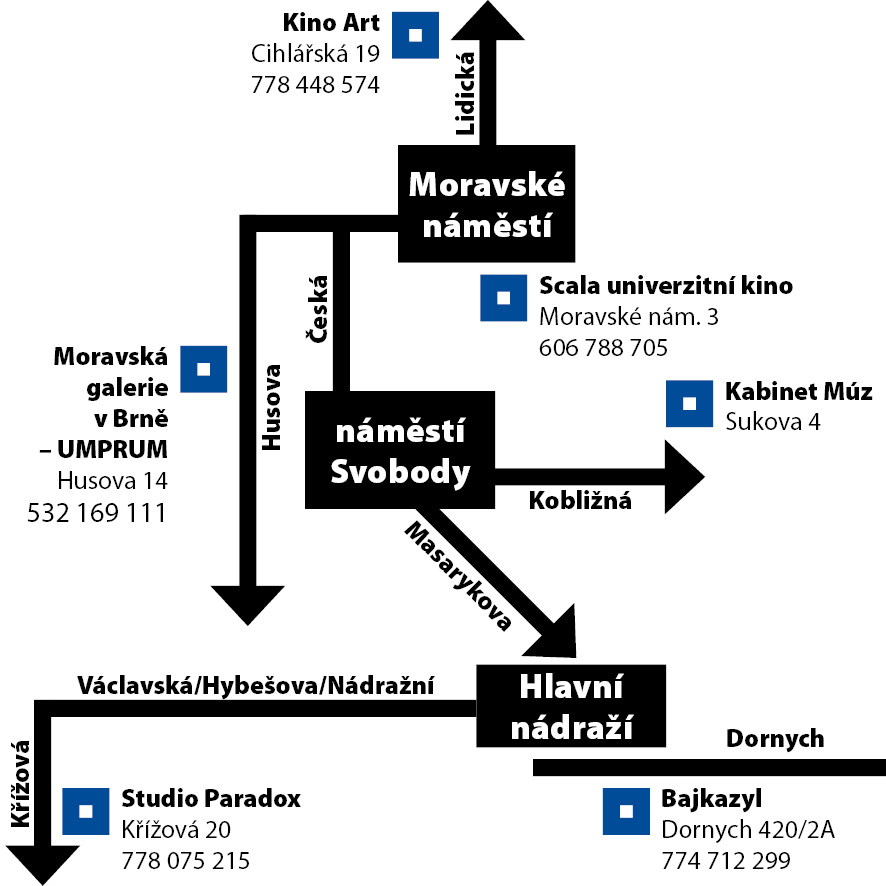 Kino Art
Cihlářská 19
778 448 574
Lidická
Moravské
náměstí
Scala univerzitní kino
Moravské nám. 3
606 788 705
Česká
Husova
Moravská
galerie
v Brně
– UMPRUM
Husova 14
532 169 111
Kabinet Múz
Sukova 4
náměstí
Svobody
Kobližná
Masarykova
Václavská/Hybešova/Nádražní
Hlavní
nádraží
Dornych
Křížová
Studio Paradox
Křížová 20
778 075 215
Bajkazyl
Dornych 420/2A
774 712 299